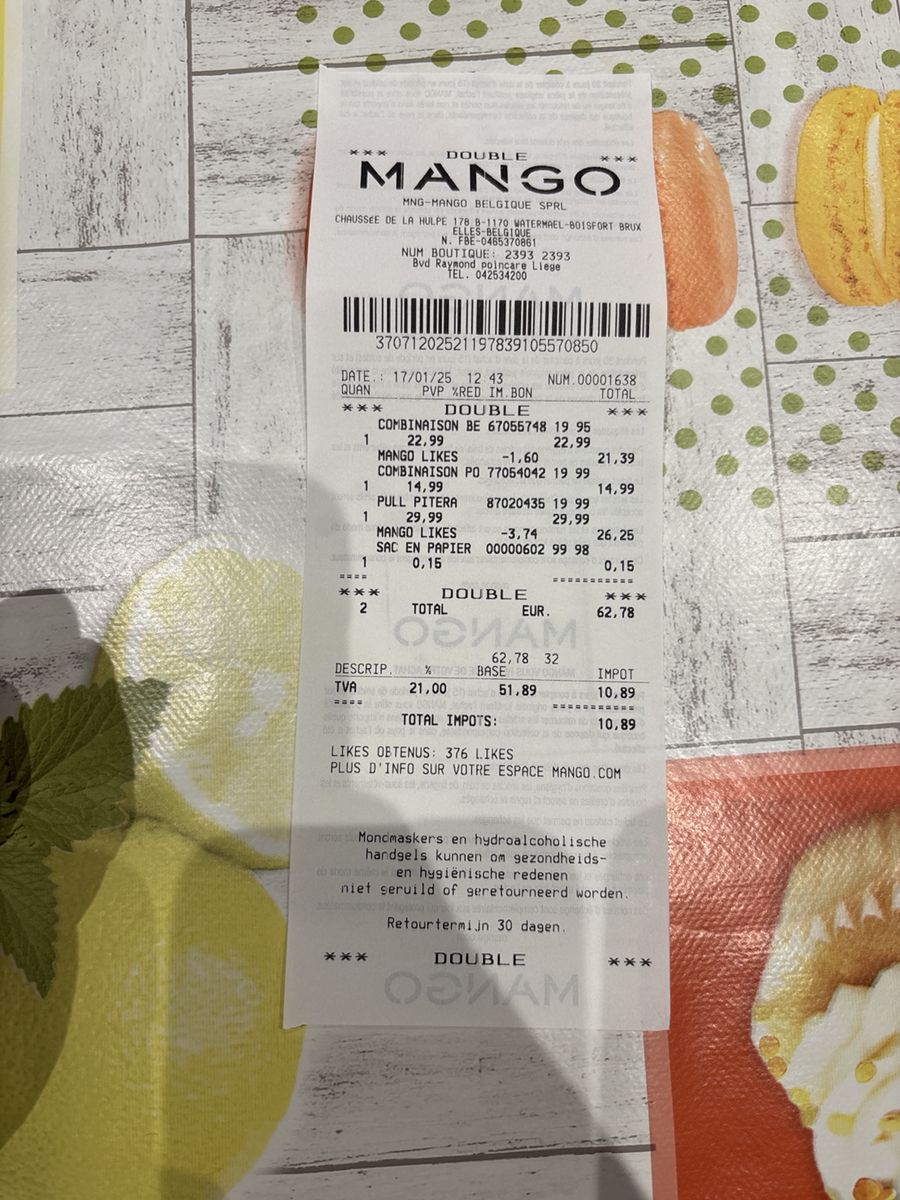 *** DOUBLE ***
MANGO
MNG-MANGO BELGIQUE SPRL
CHAUSSéE DE LA HULPE 178 B-1170 WATERMAEL-BOISFORT BRUX
ELLES-BELGIQUE
N. FBE-0465370861
NUM BOUTIQUE: 2393 2393
Bvd Raymond poincare Liege
TEL. 042534200
37071202521197839105570850
DATE.: 17/01/25 12 43 NUM.00001638
QUAN PVP %RED IM.BON TOTAL
*** DOUBLE ***
COMBINAISON BE 67055748 19 95
1 22,99 22,99
MANGO LIKES -1,60 21,39
COMBINAISON PO 77054042 19 99
1 14,99 14,99
PULL PITERA 87020435 19 99
1 29,99 29,99
MANGO LIKES -3,74 26,25
SAC EN PAPIER 00000602 99 98
1 0,15 0,15
==== ===========
*** DOUBLE ***
2 TOTAL EUR. 62,78
62,78 32
DESCRIP. % BASE IMPOT
TVA 21,00 51,89 10,89
==== ===========
TOTAL IMPOTS: 10,89
LIKES OBTENUS: 376 LIKES
PLUS D'INFO SUR VOTRE ESPACE MANGO.COM
Mondmaskers en hydroalcoholische
handgels kunnen om gezondheids-
en hygiënische redenen
niet geruild of geretourneerd worden.
Retourtermijn 30 dagen.
*** DOUBLE ***